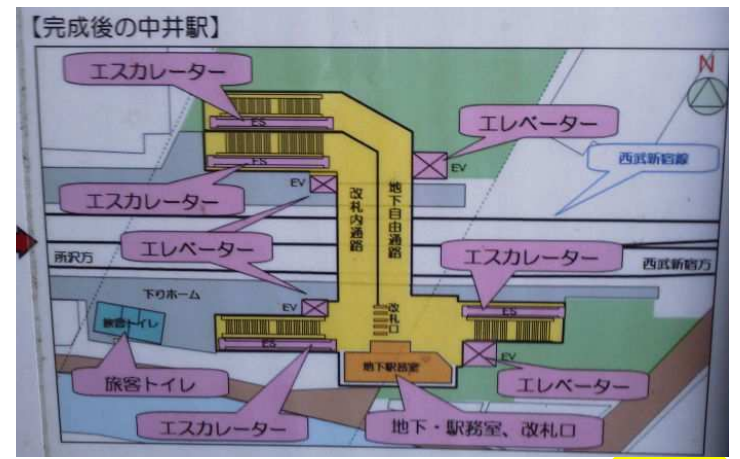 【完成後の中井駅】
エスカレーター
N
エレベーター
ES
西武新宿線
ES
EV
EV
エスカレーター
改札内通路
地下自由通路
エレベーター
エスカレーター
所沢方
西武新宿方
下りホーム
EV
改札口
ES
旅客トイレ
ES
地下駅務室
EV
旅客トイレ
エレベーター
エスカレーター
地下・駅務室、改札口